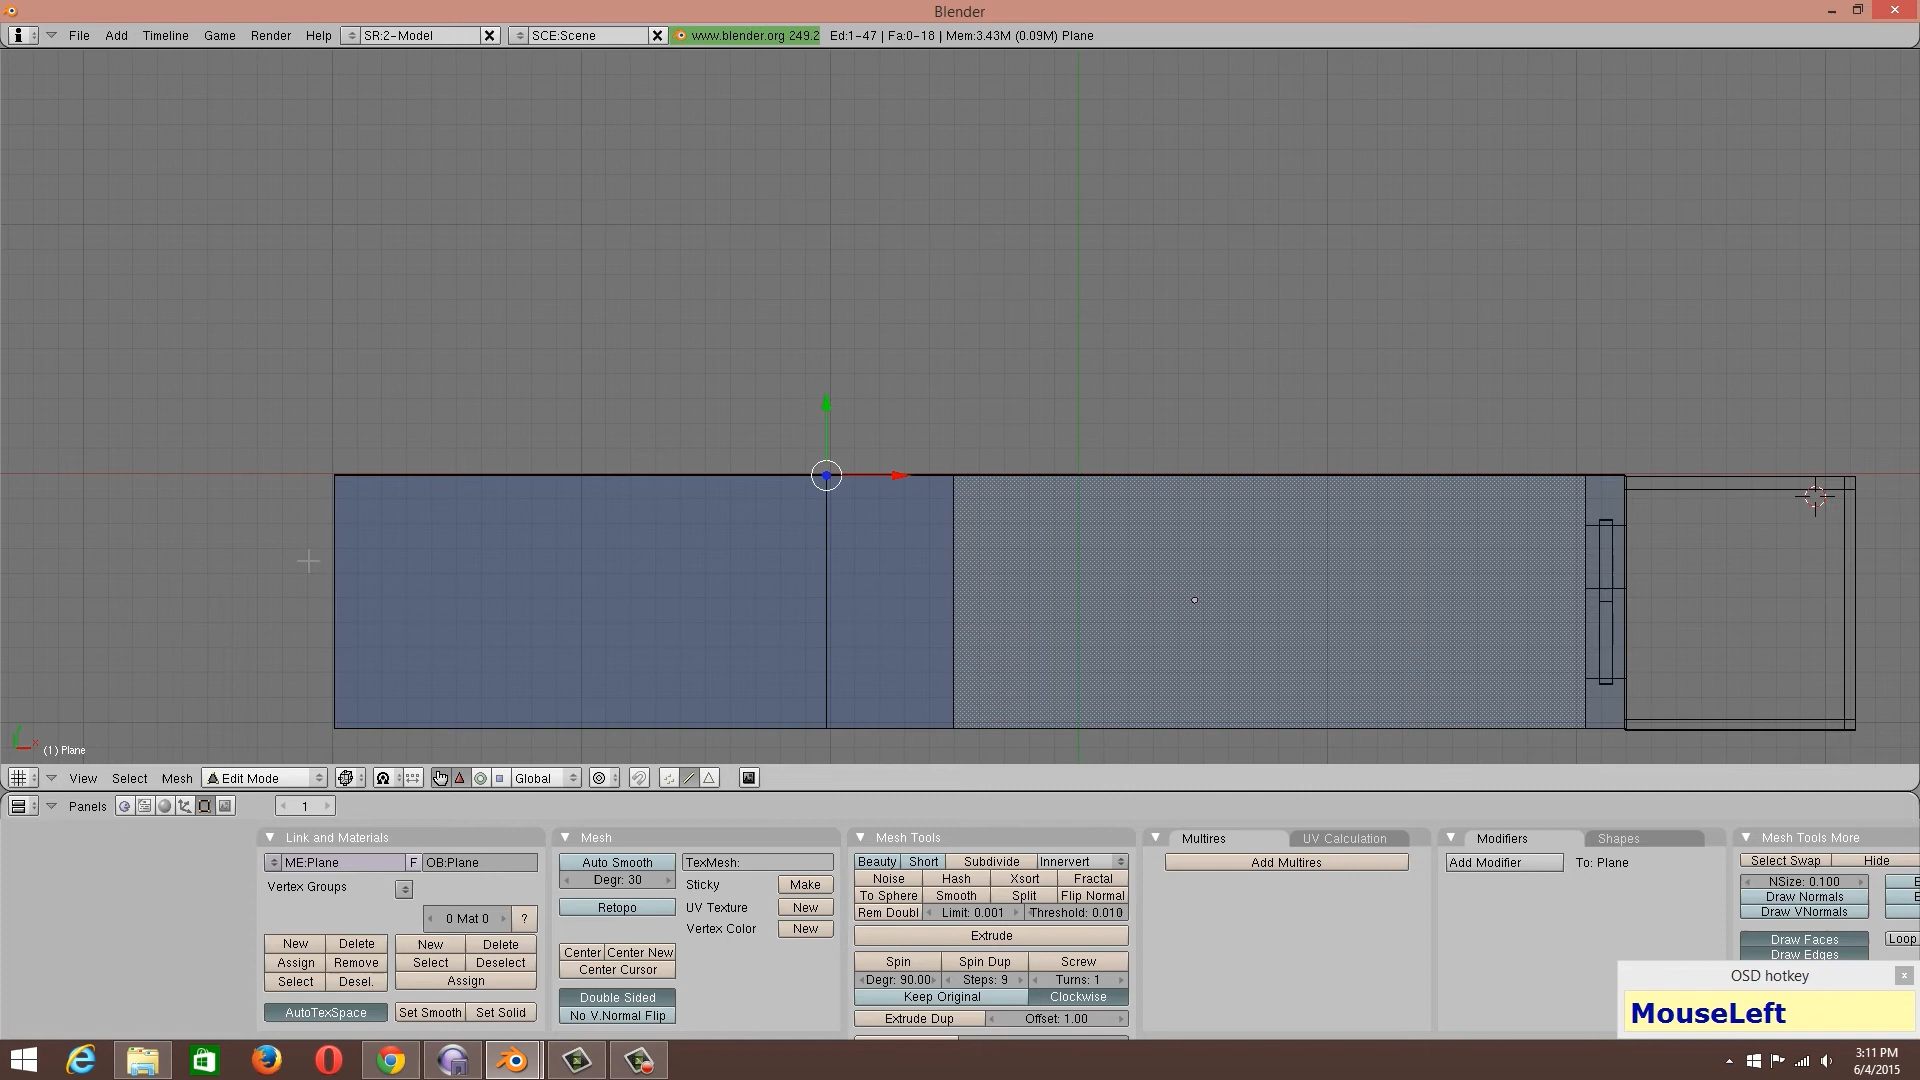 Blender
File Add Timeline Game Render Help SR:2-Model SCE:Scene www.blender.org 249.2 Ed:1-47 | Fa:0-18 | Mem:3.43M (0.09M) Plane
x (1) Plane
View Select Mesh Edit Mode Global
Panels 1
Link and Materials Mesh Mesh Tools Multires UV Calculation Modifiers Shapes Mesh Tools More
ME:Plane F OB:Plane Auto Smooth TexMesh: Beauty Short Subdivide Innervert Add Multires Add Modifier To: Plane Select Swap Hide
Vertex Groups Degr: 30 Sticky Make Noise Hash Xsort Fractal NSize: 0.100
To Sphere Smooth Split Flip Normal Draw Normals
0 Mat 0 ? Retopo UV Texture New Rem Doubl Limit: 0.001 Threshold: 0.010 Draw VNormals
Vertex Color New Extrude
New Delete New Delete Center Center New Draw Faces Loop
Assign Remove Select Deselect Center Cursor Spin Spin Dup Screw Draw Edges
Select Desel. Assign Degr: 90.00 Steps: 9 Turns: 1
Double Sided Keep Original Clockwise
AutoTexSpace Set Smooth Set Solid No V.Normal Flip Extrude Dup Offset: 1.00
OSD hotkey x
MouseLeft
3:11 PM
6/4/2015